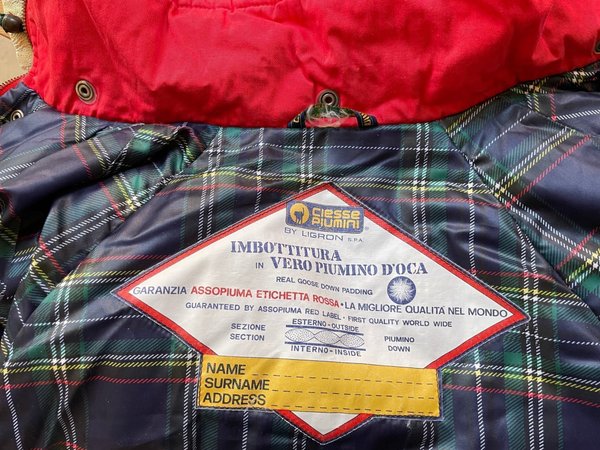 ciesse
piumini
BY LIGRON S.P.A.
IMBOTTITURA
IN VERO PIUMINO D'OCA
REAL GOOSE DOWN PADDING
GARANZIA ASSOPIUMA ETICHETTA ROSSA • LA MIGLIORE QUALITÀ NEL MONDO
GUARANTEED BY ASSOPIUMA RED LABEL • FIRST QUALITY WORLD WIDE
SEZIONE ESTERNO-OUTSIDE PIUMINO
SECTION INTERNO-INSIDE DOWN
NAME
SURNAME
ADDRESS